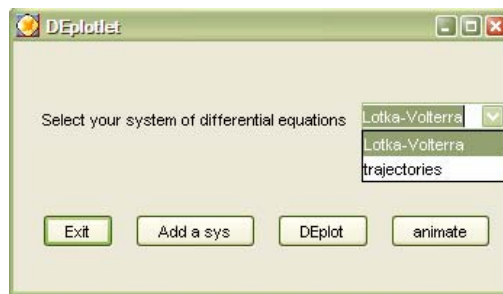 DEplotlet
Select your system of differential equations Lotka-Volterra
Lotka-Volterra
trajectories
Exit Add a sys DEplot animate